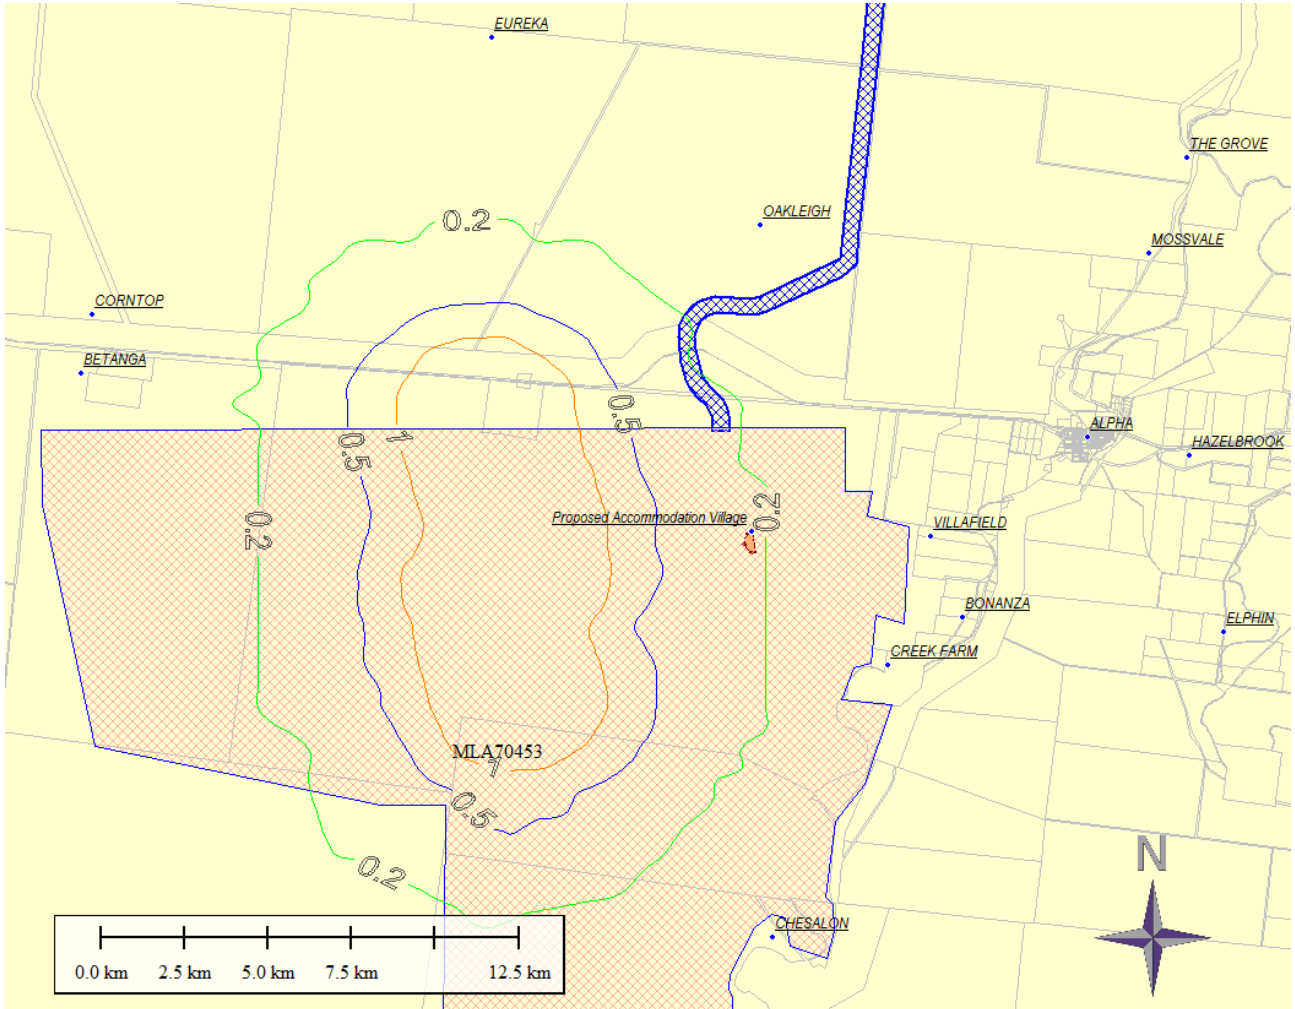 EUREKA
THE GROVE
OAKLEIGH
0.2
MOSSVALE
CORNTOP
BETANGA
0.5
1
0.5
ALPHA
HAZELBROOK
0.2
Proposed Accommodation Village
0.2
VILLAFIELD
BONANZA
ELPHIN
CREEK FARM
MLA70453
1
0.5
0.2
N
CHESALON
0.0 km 2.5 km 5.0 km 7.5 km 12.5 km